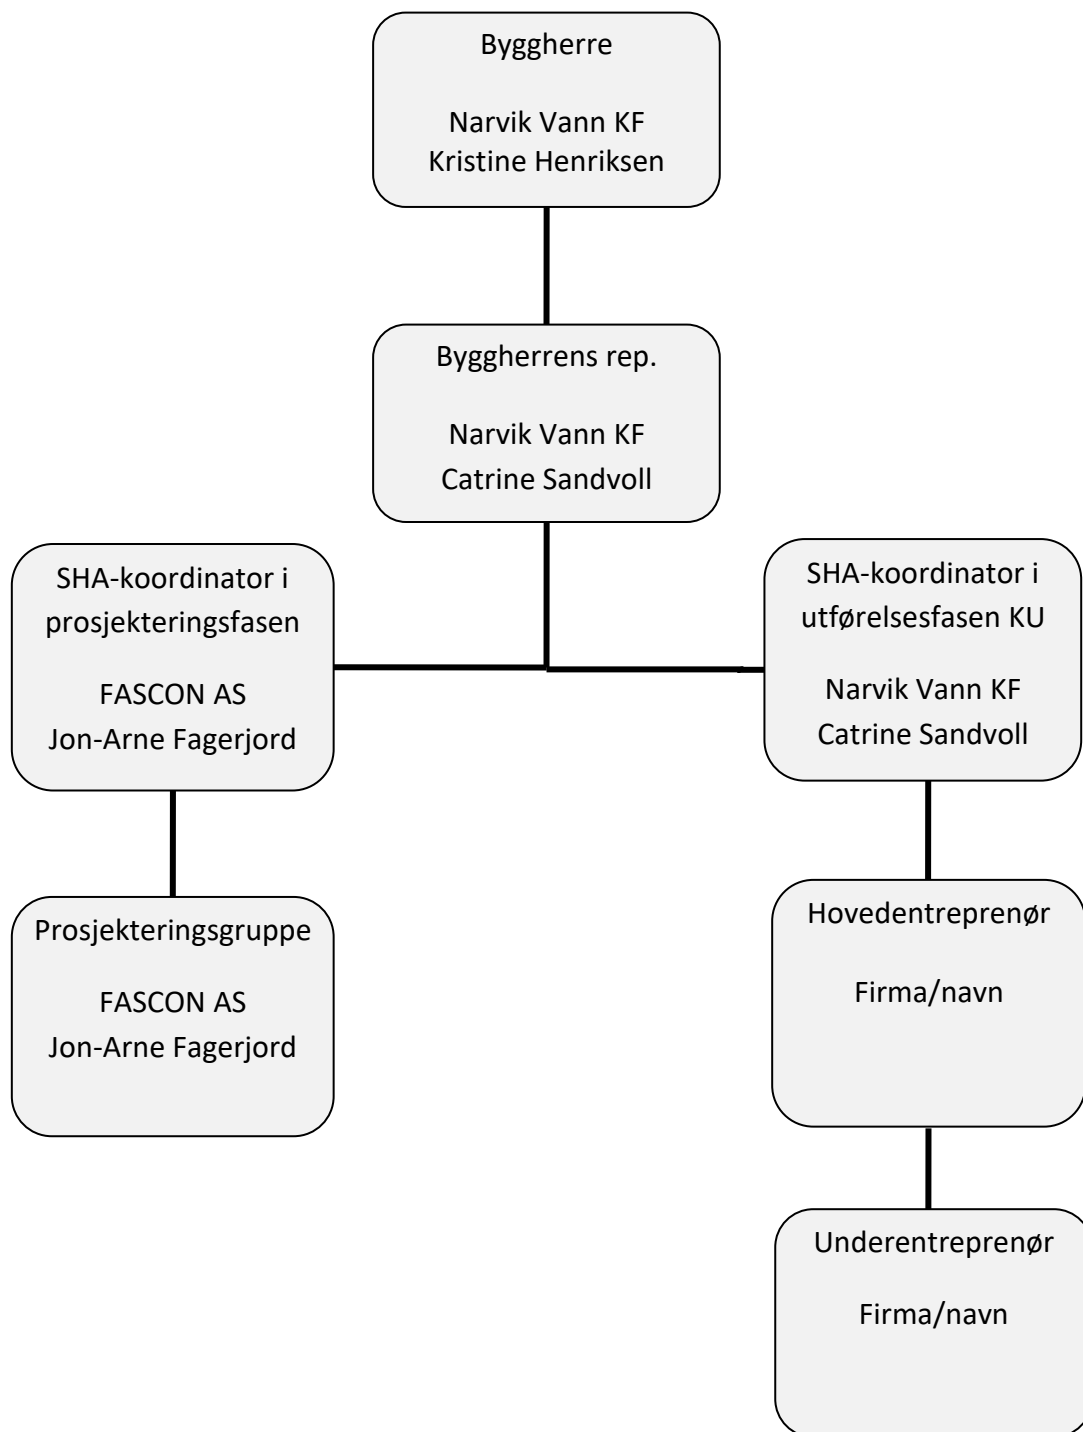 Byggherre
Narvik Vann KF
Kristine Henriksen
Byggherrens rep.
Narvik Vann KF
Catrine Sandvoll
SHA-koordinator i
prosjekteringsfasen
FASCON AS
Jon-Arne Fagerjord
SHA-koordinator i
utførelsesfasen KU
Narvik Vann KF
Catrine Sandvoll
Prosjekteringsgruppe
FASCON AS
Jon-Arne Fagerjord
Hovedentreprenør
Firma/navn
Underentreprenør
Firma/navn